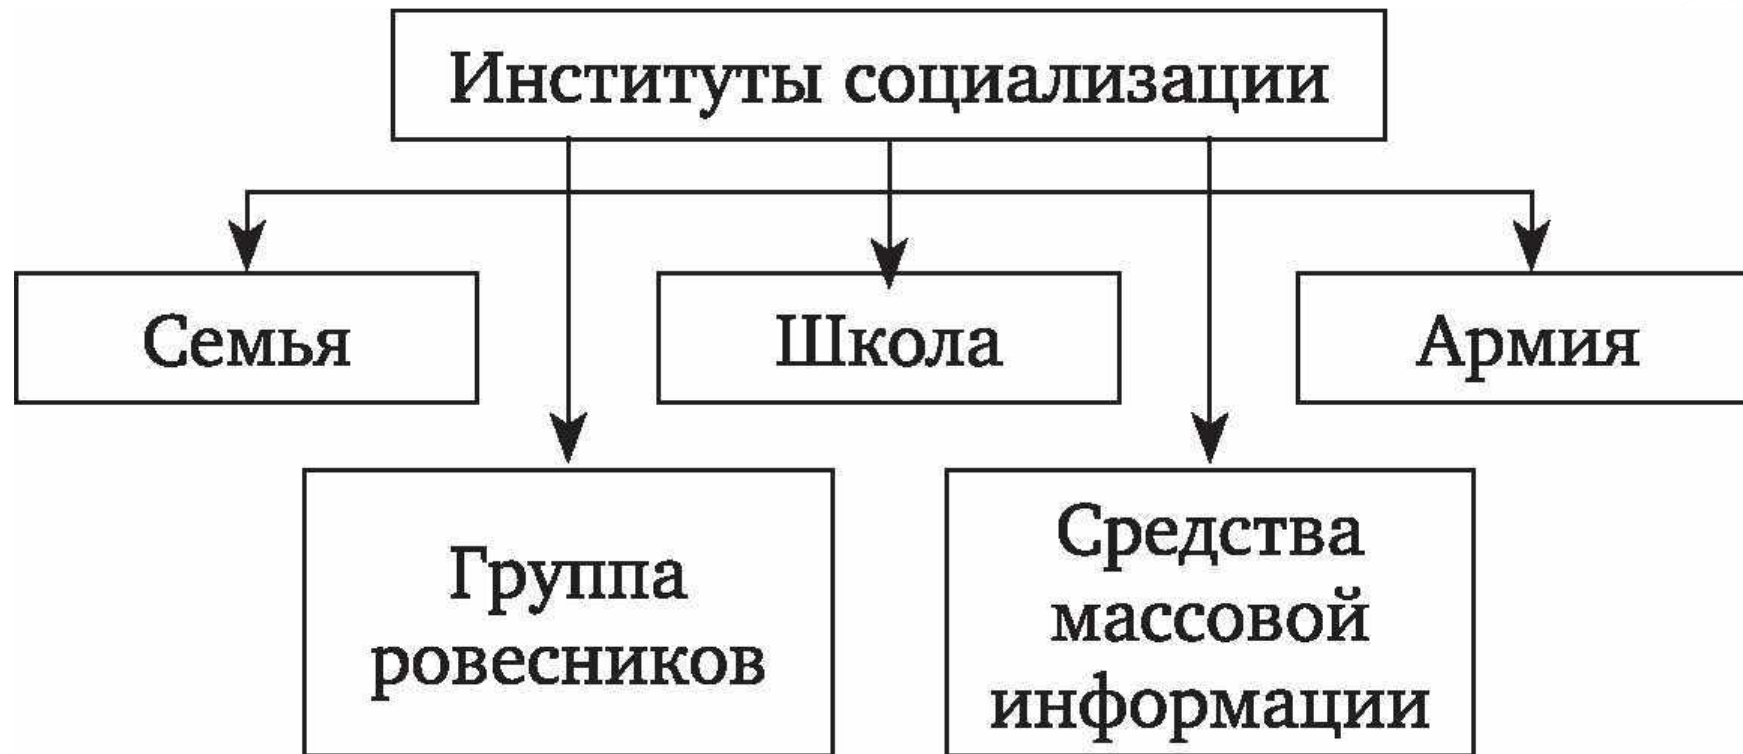 Институты социализации
Семья
Школа
Армия
Группа
ровесников
Средства
массовой
информации